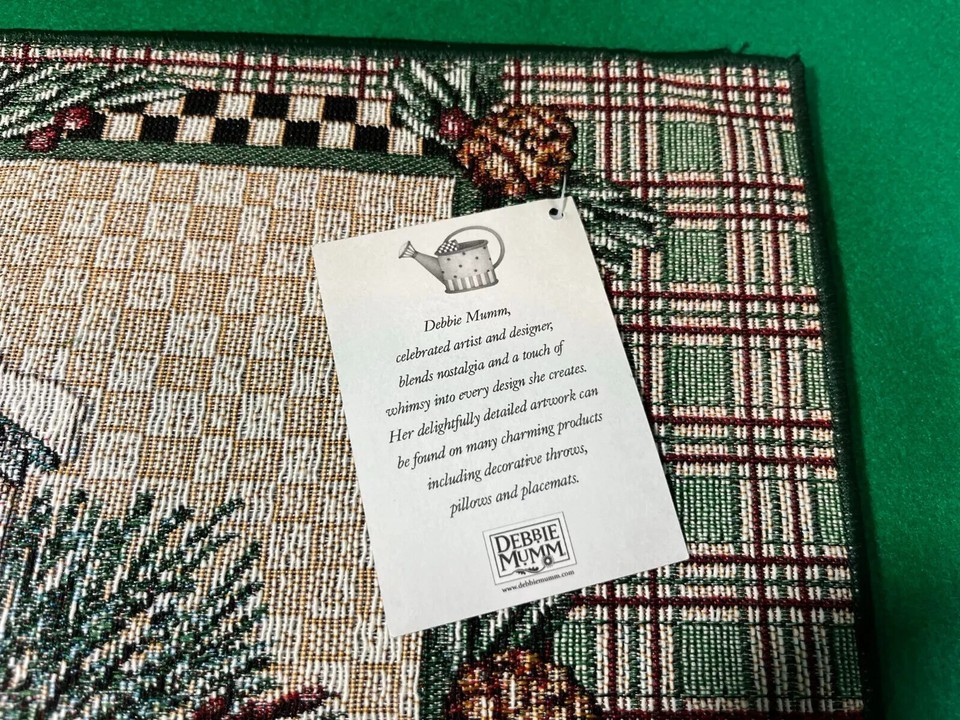 Debbie Mumm,
celebrated artist and designer,
blends nostalgia and a touch of
whimsy into every design she creates.
Her delightfully detailed artwork can
be found on many charming products
including decorative throws,
pillows and placemats.
DEBBIE
MUMM
www.debbiemumm.com